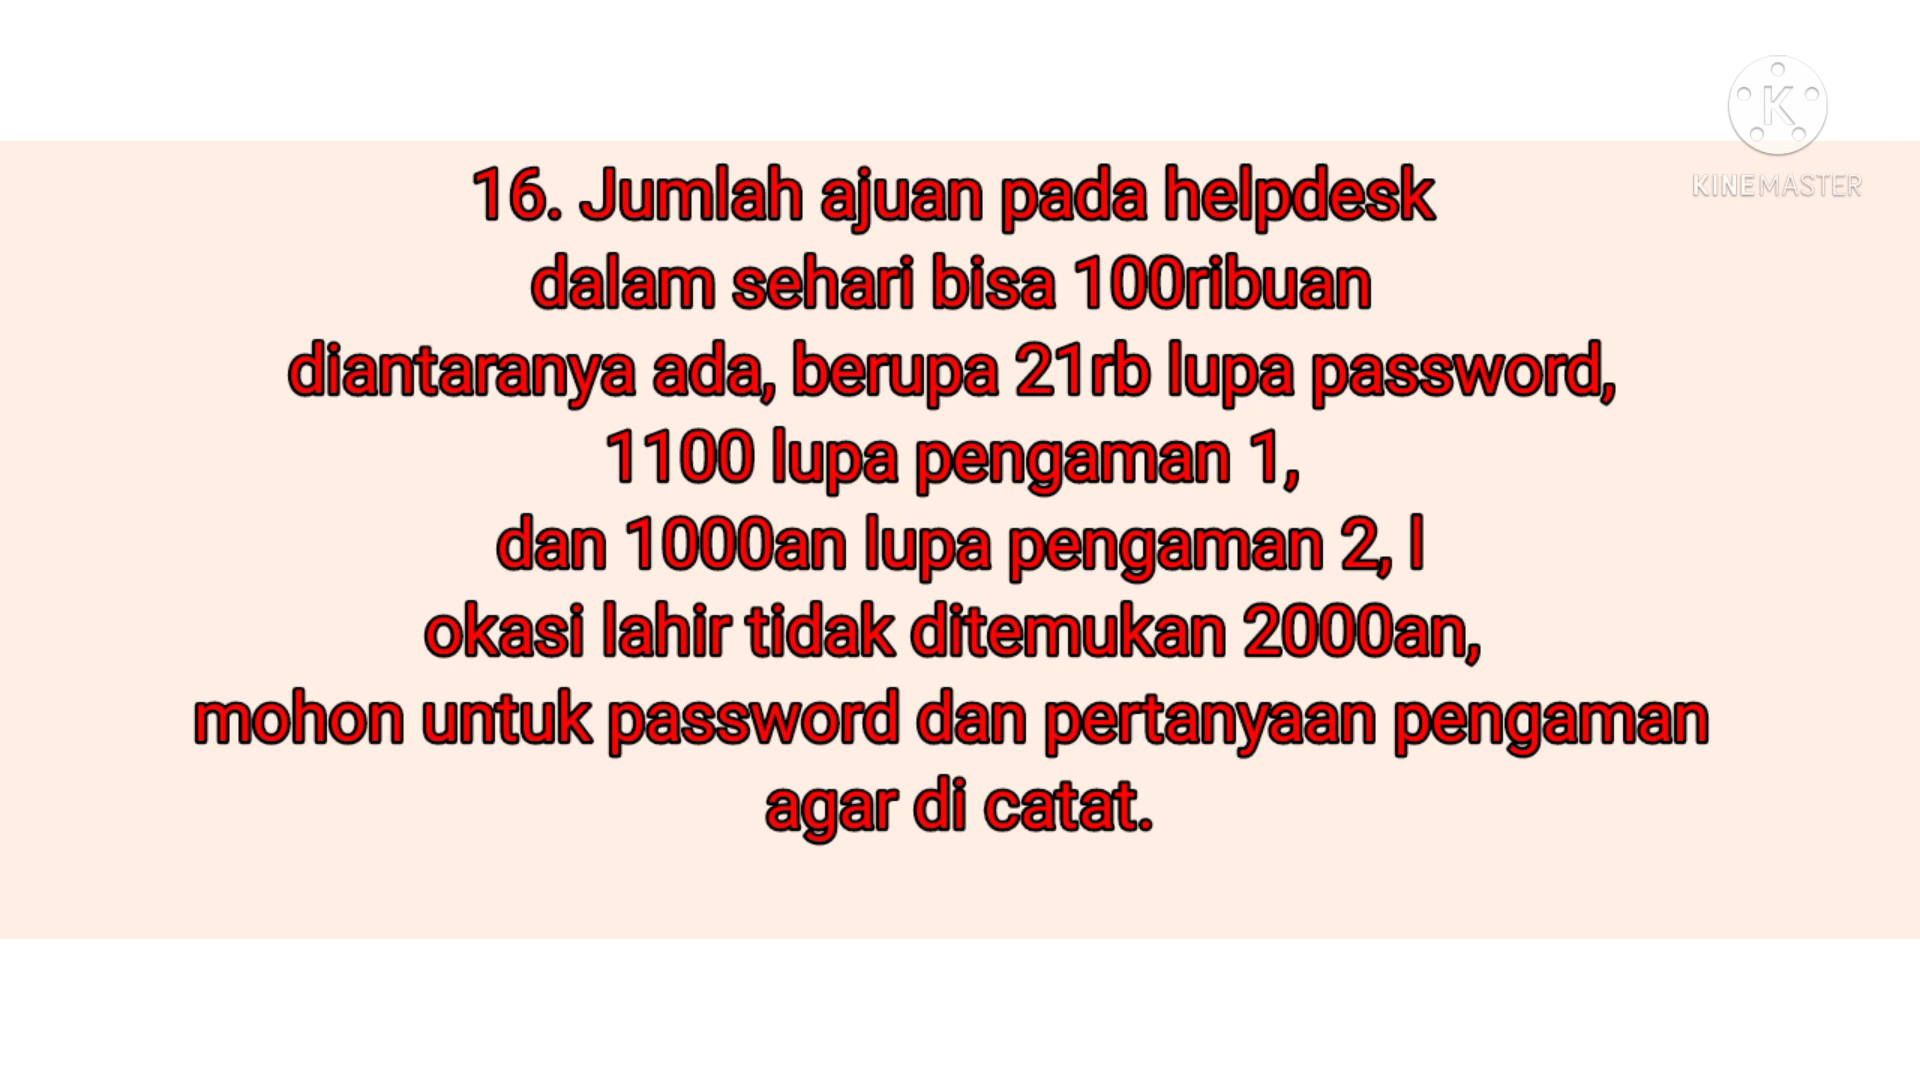 K
KINEMASTER
16. Jumlah ajuan pada helpdesk
dalam sehari bisa 100ribuan
diantaranya ada, berupa 21rb lupa password,
1100 lupa pengaman 1,
dan 1000an lupa pengaman 2, l
okasi lahir tidak ditemukan 2000an,
mohon untuk password dan pertanyaan pengaman
agar di catat.